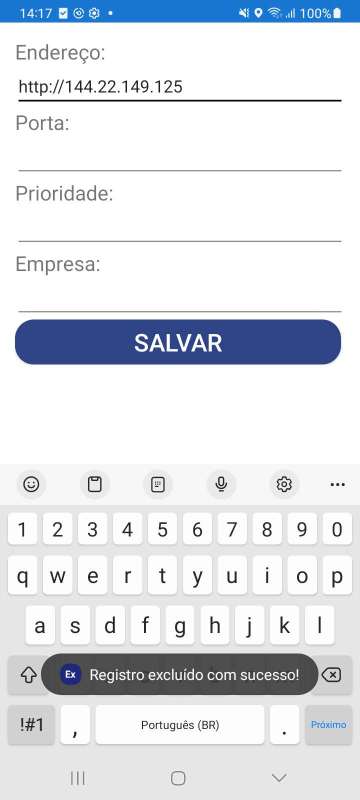 14:17 100%
Endereço:
http://144.22.149.125
Porta:
Prioridade:
Empresa:
SALVAR
1 2 3 4 5 6 7 8 9 0
q w e r t y u i o p
a s d f g h j k l
Ex Registro excluído com sucesso!
!#1 , Português (BR) . Próximo